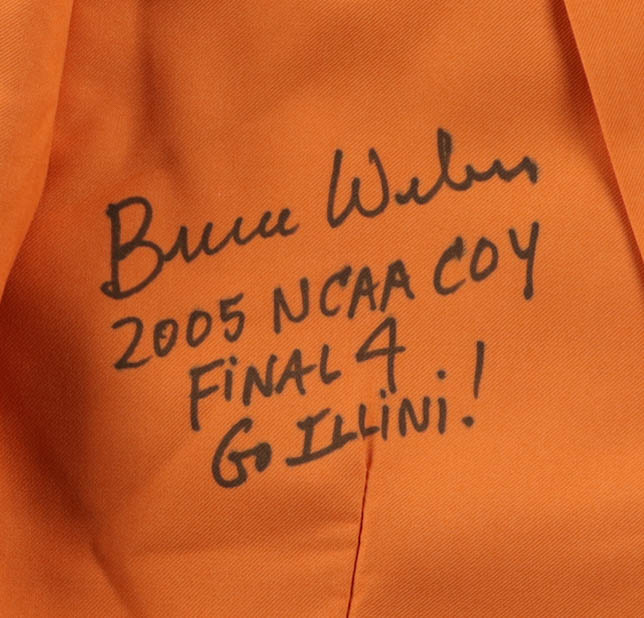 Bruce Weber
2005 NCAA COY
FiNAL 4
Go ILLiNi.!